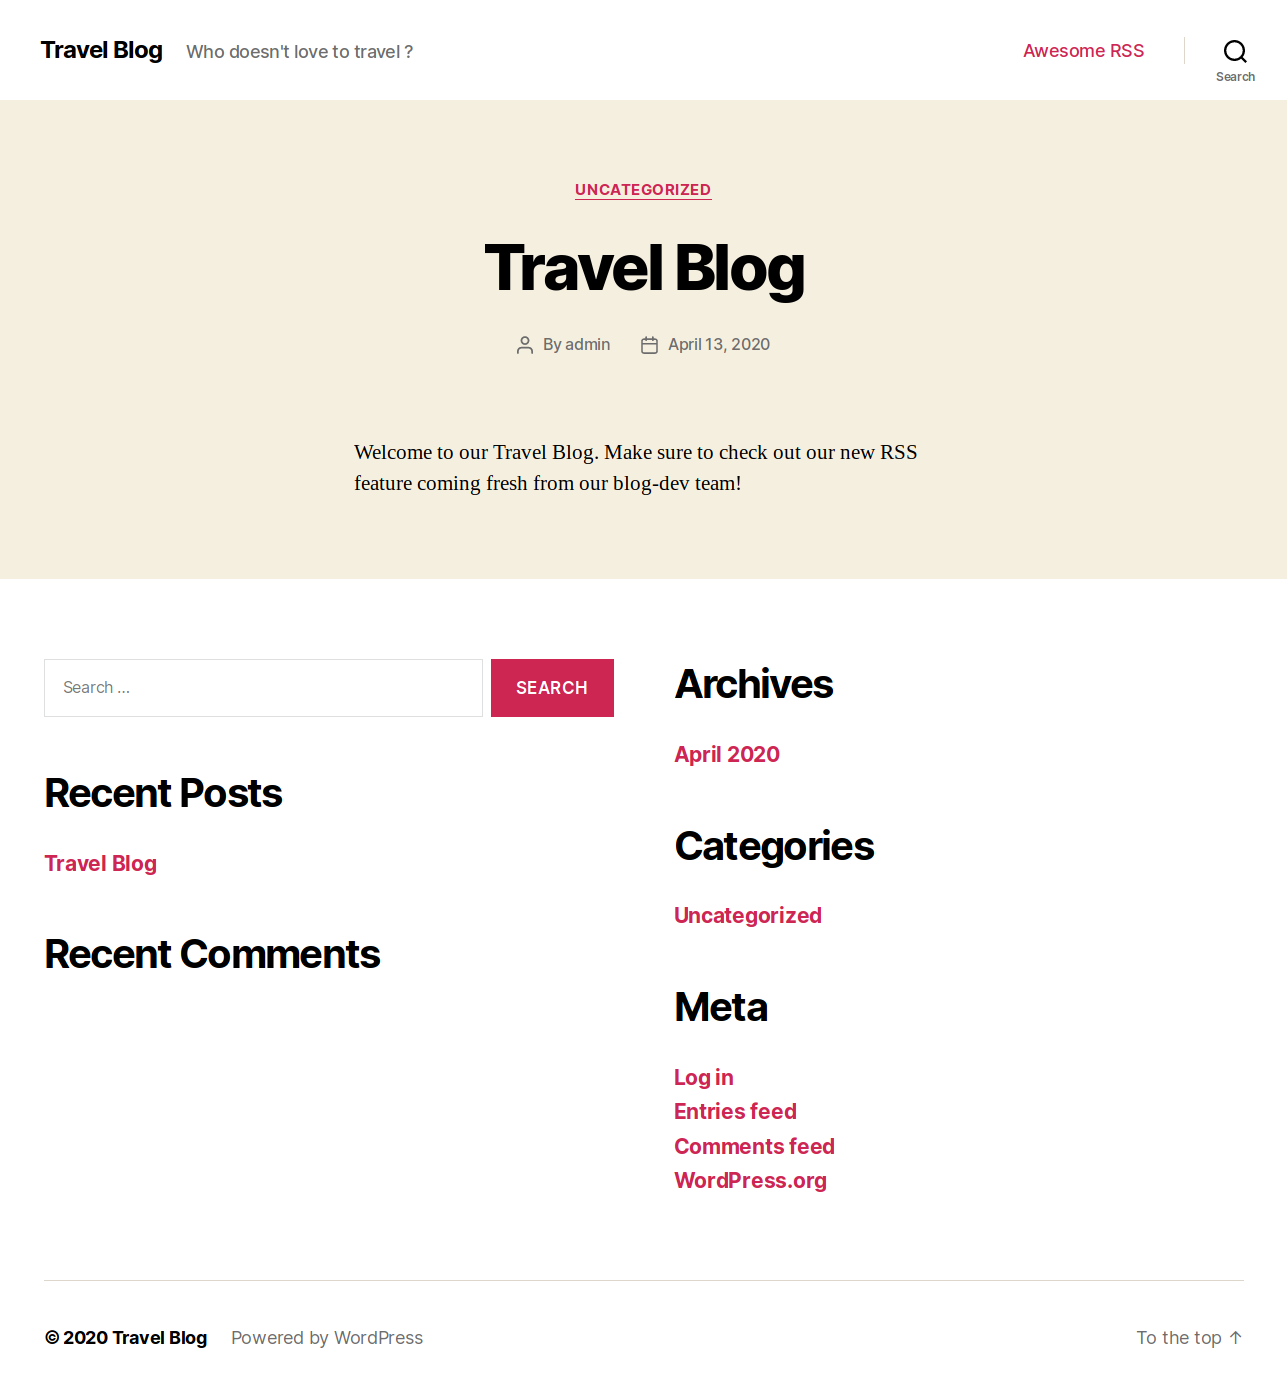 Travel Blog Who doesn't love to travel ?
Awesome RSS
Search
UNCATEGORIZED
Travel Blog
By admin April 13, 2020
Welcome to our Travel Blog. Make sure to check out our new RSS
feature coming fresh from our blog-dev team!
Search …
SEARCH
Recent Posts
Travel Blog
Recent Comments
Archives
April 2020
Categories
Uncategorized
Meta
Log in
Entries feed
Comments feed
WordPress.org
© 2020 Travel Blog Powered by WordPress
To the top ↑